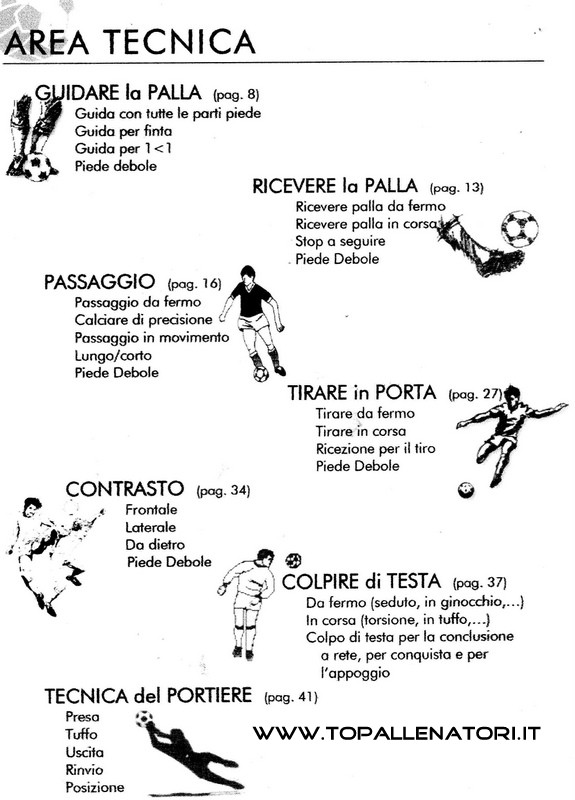 AREA TECNICA
GUIDARE la PALLA (pag. 8)
Guida con tutte le parti piede
Guida per finta
Guida per 1<1
Piede debole
RICEVERE la PALLA (pag. 13)
Ricevere palla da fermo
Ricevere palla in corsa
Stop a seguire
Piede Debole
PASSAGGIO (pag. 16)
Passaggio da fermo
Calciare di precisione
Passaggio in movimento
Lungo/corto
Piede Debole
TIRARE in PORTA (pag. 27)
Tirare da fermo
Tirare in corsa
Ricezione per il tiro
Piede Debole
CONTRASTO (pag. 34)
Frontale
Laterale
Da dietro
Piede Debole
COLPIRE di TESTA (pag. 37)
Da fermo (seduto, in ginocchio,...)
In corsa (torsione, in tuffo,...)
Colpo di testa per la conclusione
a rete, per conquista e per
l'appoggio
TECNICA del PORTIERE (pag. 41)
Presa
Tuffo
Uscita
Rinvio
Posizione
WWW.TOPALLENATORI.IT